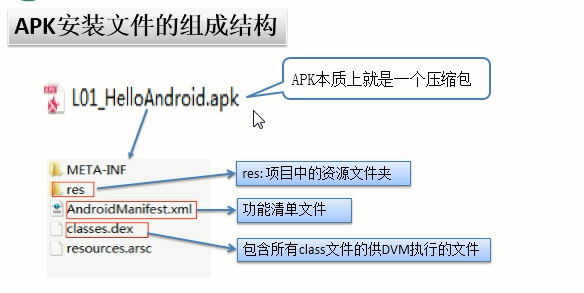 APK安装文件的组成结构
APK本质上就是一个压缩包
L01_HelloAndroid.apk
META-INF
res
res: 项目中的资源文件夹
AndroidManifest.xml
功能清单文件
classes.dex
包含所有class文件的供DVM执行的文件
resources.arsc